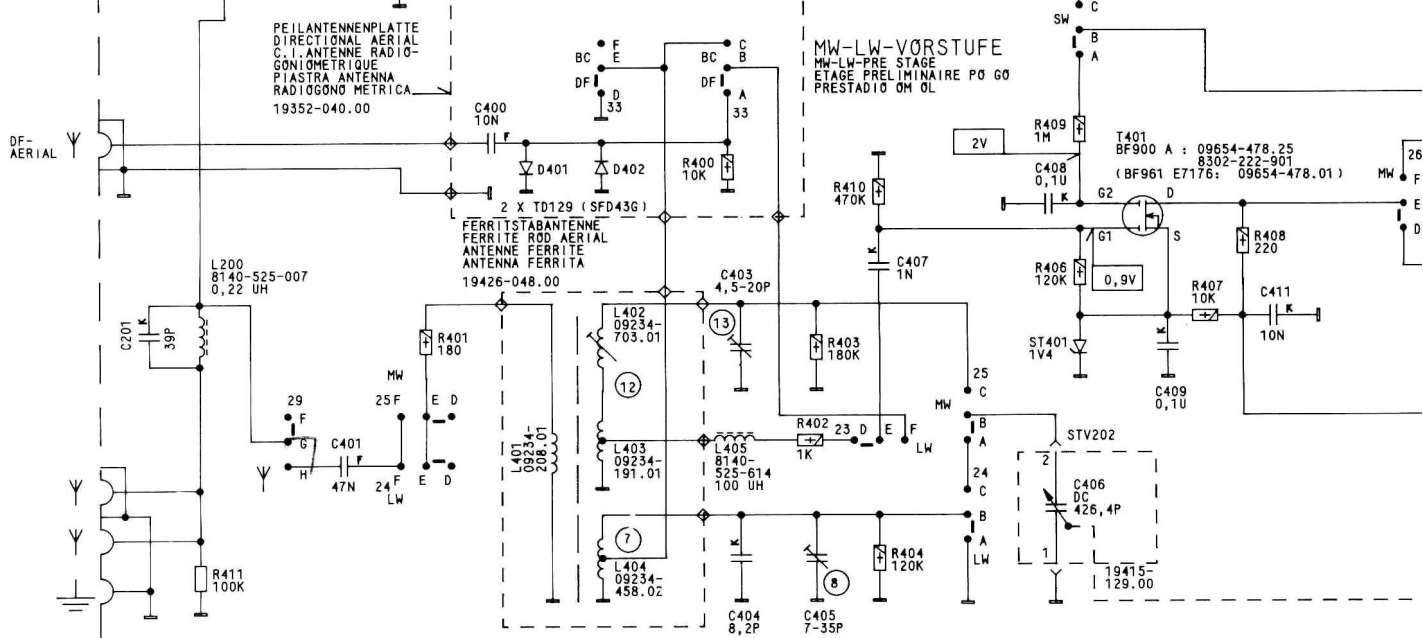 PEILANTENNENPLATTE
DIRECTIONAL AERIAL
C.I.ANTENNE RADIO-
GONIOMETRIQUE
PIASTRA ANTENNA
RADIOGONO METRICA
19352-040.00
DF-
AERIAL
C400
10N
F
D401
D402
2 X TD129 (SFD43G)
R400
10K
BC
DF
F
E
D
33
BC
DF
C
B
A
33
MW-LW-VORSTUFE
MW-LW-PRE STAGE
ETAGE PRELIMINAIRE PO GO
PRESTADIO OM OL
SW
C
B
A
R409
1M
2V
C408
0,1U
K
T401
BF900 A : 09654-478.25
8302-222-901
(BF961 E7176: 09654-478.01)
G2
D
G1
S
0,9V
26
MW
F
E
D
R410
470K
C407
1N
K
R406
120K
R408
220
R407
10K
C411
10N
K
ST401
1V4
K
C409
0,1U
FERRITSTABANTENNE
FERRITE ROD AERIAL
ANTENNE FERRITE
ANTENNA FERRITA
19426-048.00
L200
8140-525-007
0,22 UH
C201
K
39P
R401
180
L401
09234-
208.01
L402
09234-
703.01
12
L403
09234-
191.01
7
L404
09234-
458.02
C403
4,5-20P
13
R403
180K
L405
8140-
525-614
100 UH
R402
1K
23
D
E
F
LW
25
C
MW
B
A
24
C
B
A
LW
STV202
2
C406
DC
426,4P
1
19415-
129.00
29
F
G
H
C401
F
47N
MW
25
F
E
D
24
F
LW
E
D
R411
100K
K
C404
8,2P
C405
7-35P
8
R404
120K